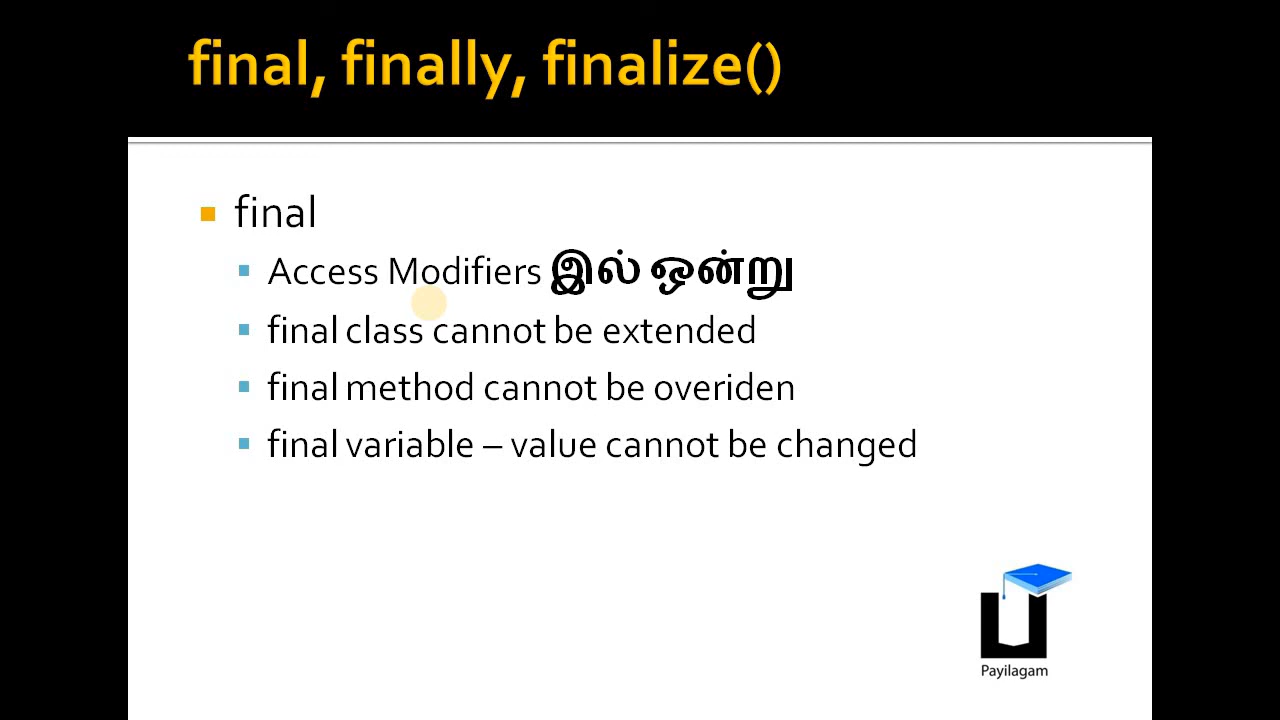 final, finally, finalize()
final
Access Modifiers இல் ஒன்று
final class cannot be extended
final method cannot be overiden
final variable – value cannot be changed
Payilagam